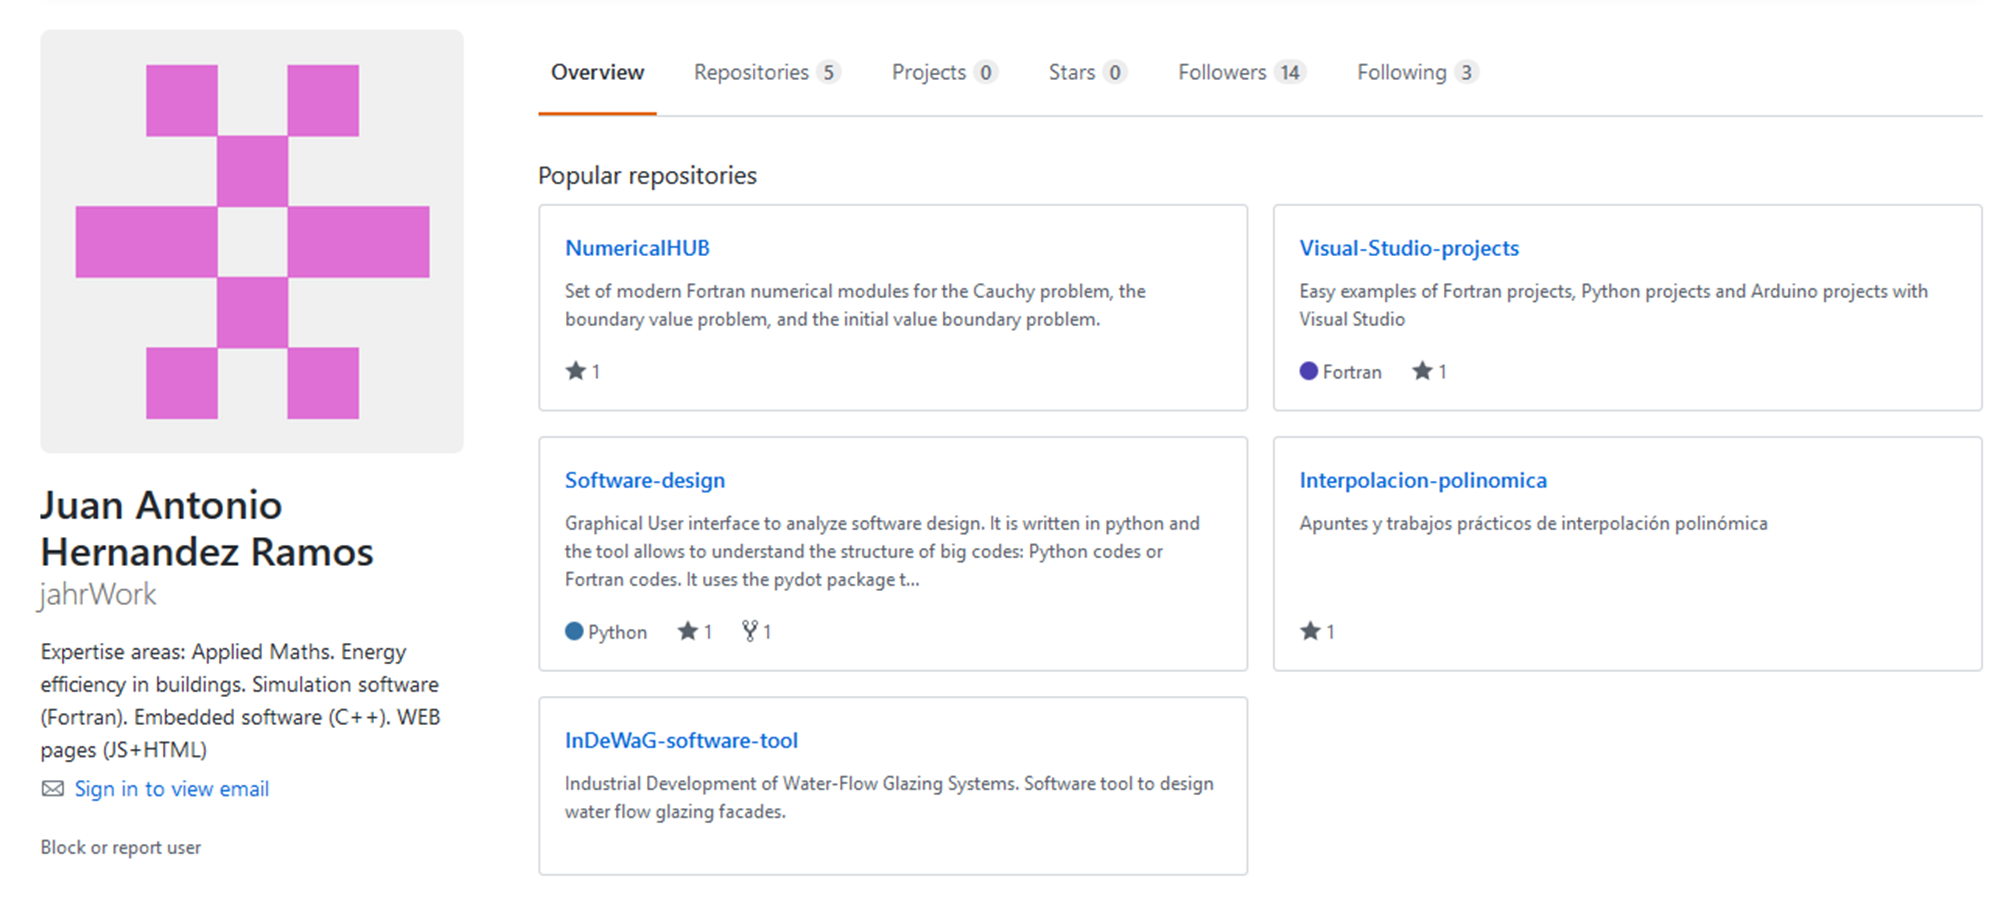 Overview Repositories 5 Projects 0 Stars 0 Followers 14 Following 3
Popular repositories
NumericalHUB
Set of modern Fortran numerical modules for the Cauchy problem, the
boundary value problem, and the initial value boundary problem.
1
Visual-Studio-projects
Easy examples of Fortran projects, Python projects and Arduino projects with
Visual Studio
Fortran 1
Software-design
Graphical User interface to analyze software design. It is written in python and
the tool allows to understand the structure of big codes: Python codes or
Fortran codes. It uses the pydot package t...
Python 1 1
Interpolacion-polinomica
Apuntes y trabajos prácticos de interpolación polinómica
1
InDeWaG-software-tool
Industrial Development of Water-Flow Glazing Systems. Software tool to design
water flow glazing facades.
Juan Antonio
Hernandez Ramos
jahrWork
Expertise areas: Applied Maths. Energy
efficiency in buildings. Simulation software
(Fortran). Embedded software (C++). WEB
pages (JS+HTML)
Sign in to view email
Block or report user